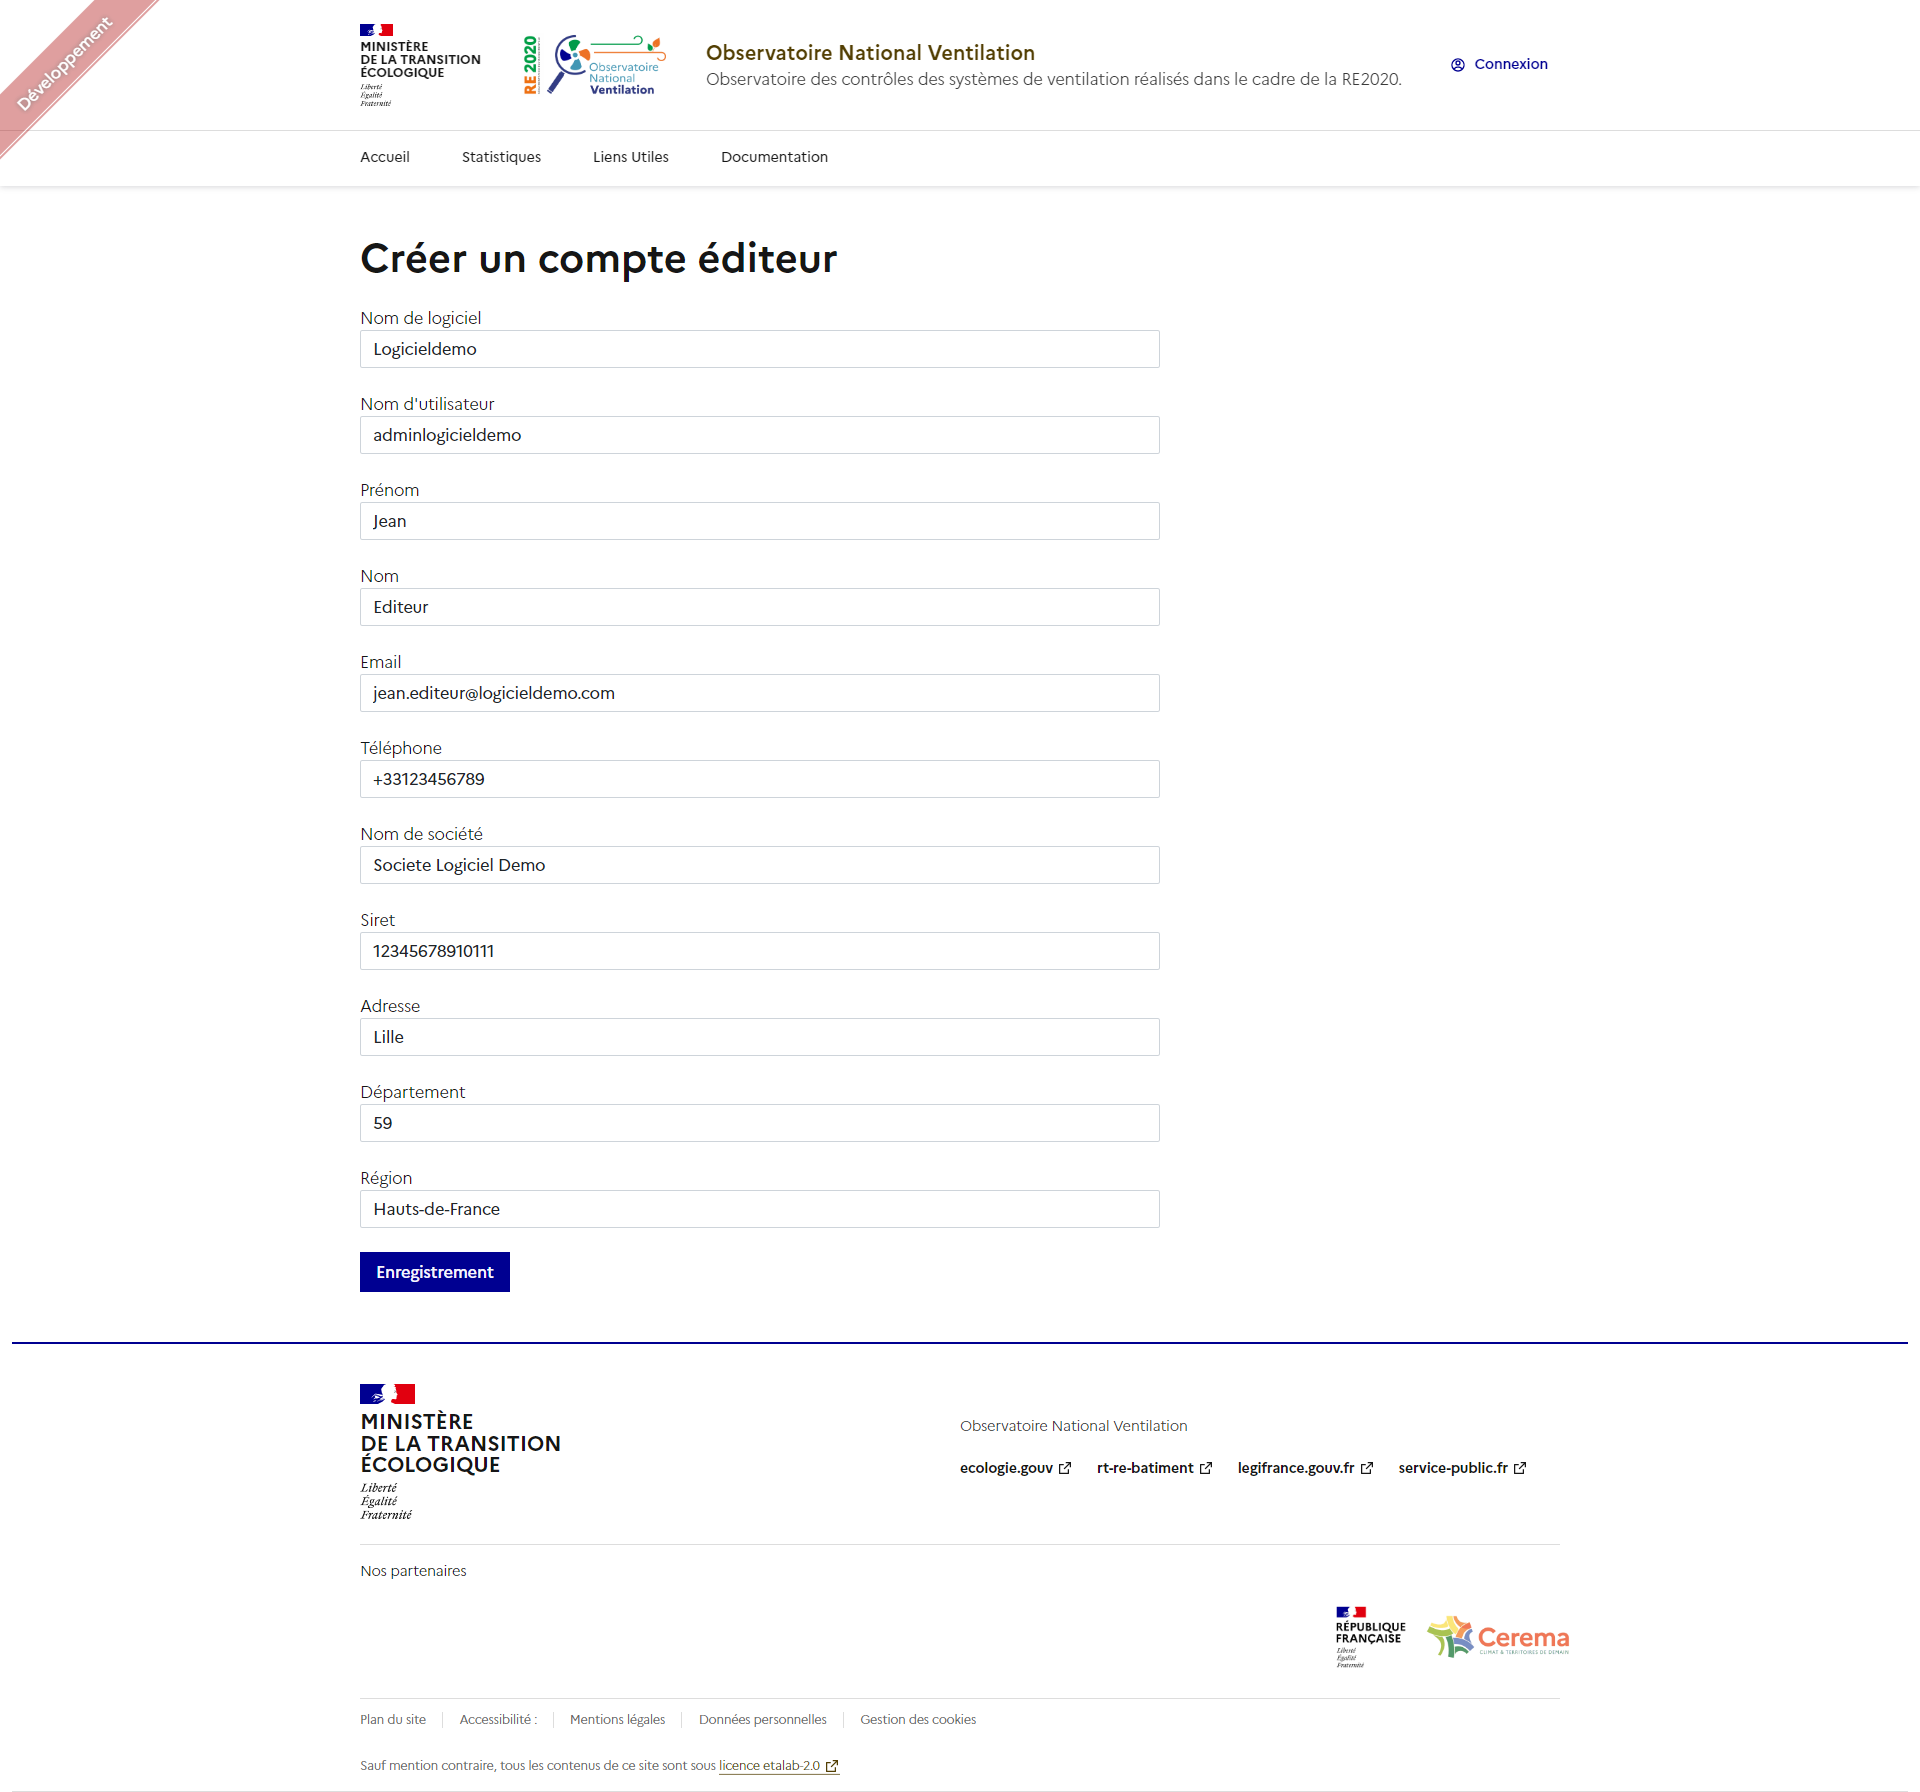 Développement
MINISTÈRE
DE LA TRANSITION
ÉCOLOGIQUE
Liberté
Égalité
Fraternité
RE2020
Observatoire
National
Ventilation
Observatoire National Ventilation
Observatoire des contrôles des systèmes de ventilation réalisés dans le cadre de la RE2020.
Connexion
Accueil Statistiques Liens Utiles Documentation
Créer un compte éditeur
Nom de logiciel
Logicieldemo
Nom d'utilisateur
adminlogicieldemo
Prénom
Jean
Nom
Editeur
Email
jean.editeur@logicieldemo.com
Téléphone
+33123456789
Nom de société
Societe Logiciel Demo
Siret
12345678910111
Adresse
Lille
Département
59
Région
Hauts-de-France
Enregistrement
MINISTÈRE
DE LA TRANSITION
ÉCOLOGIQUE
Liberté
Égalité
Fraternité
Observatoire National Ventilation
ecologie.gouv rt-re-batiment legifrance.gouv.fr service-public.fr
Nos partenaires
RÉPUBLIQUE
FRANÇAISE
Liberté
Égalité
Fraternité
Cerema
CLIMAT & TERRITOIRES DE DEMAIN
Plan du site Accessibilité : Mentions légales Données personnelles Gestion des cookies
Sauf mention contraire, tous les contenus de ce site sont sous licence etalab-2.0